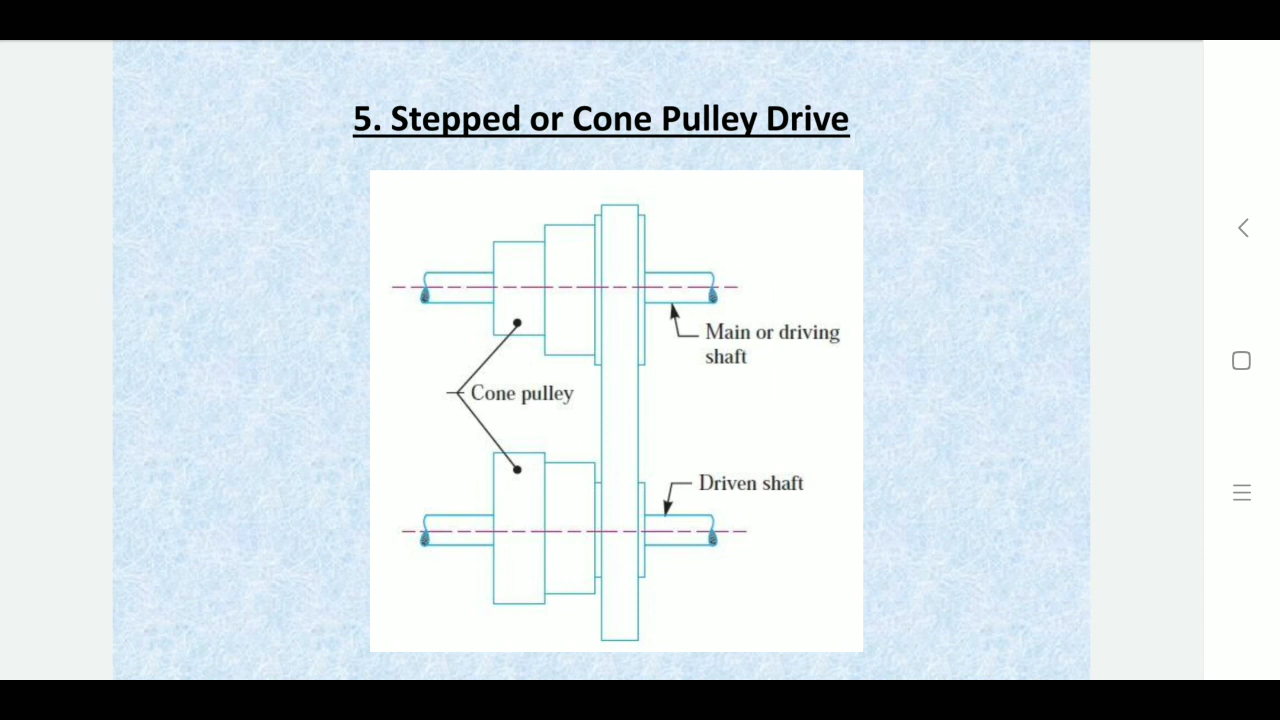 5. Stepped or Cone Pulley Drive
Main or driving
shaft
Cone pulley
Driven shaft